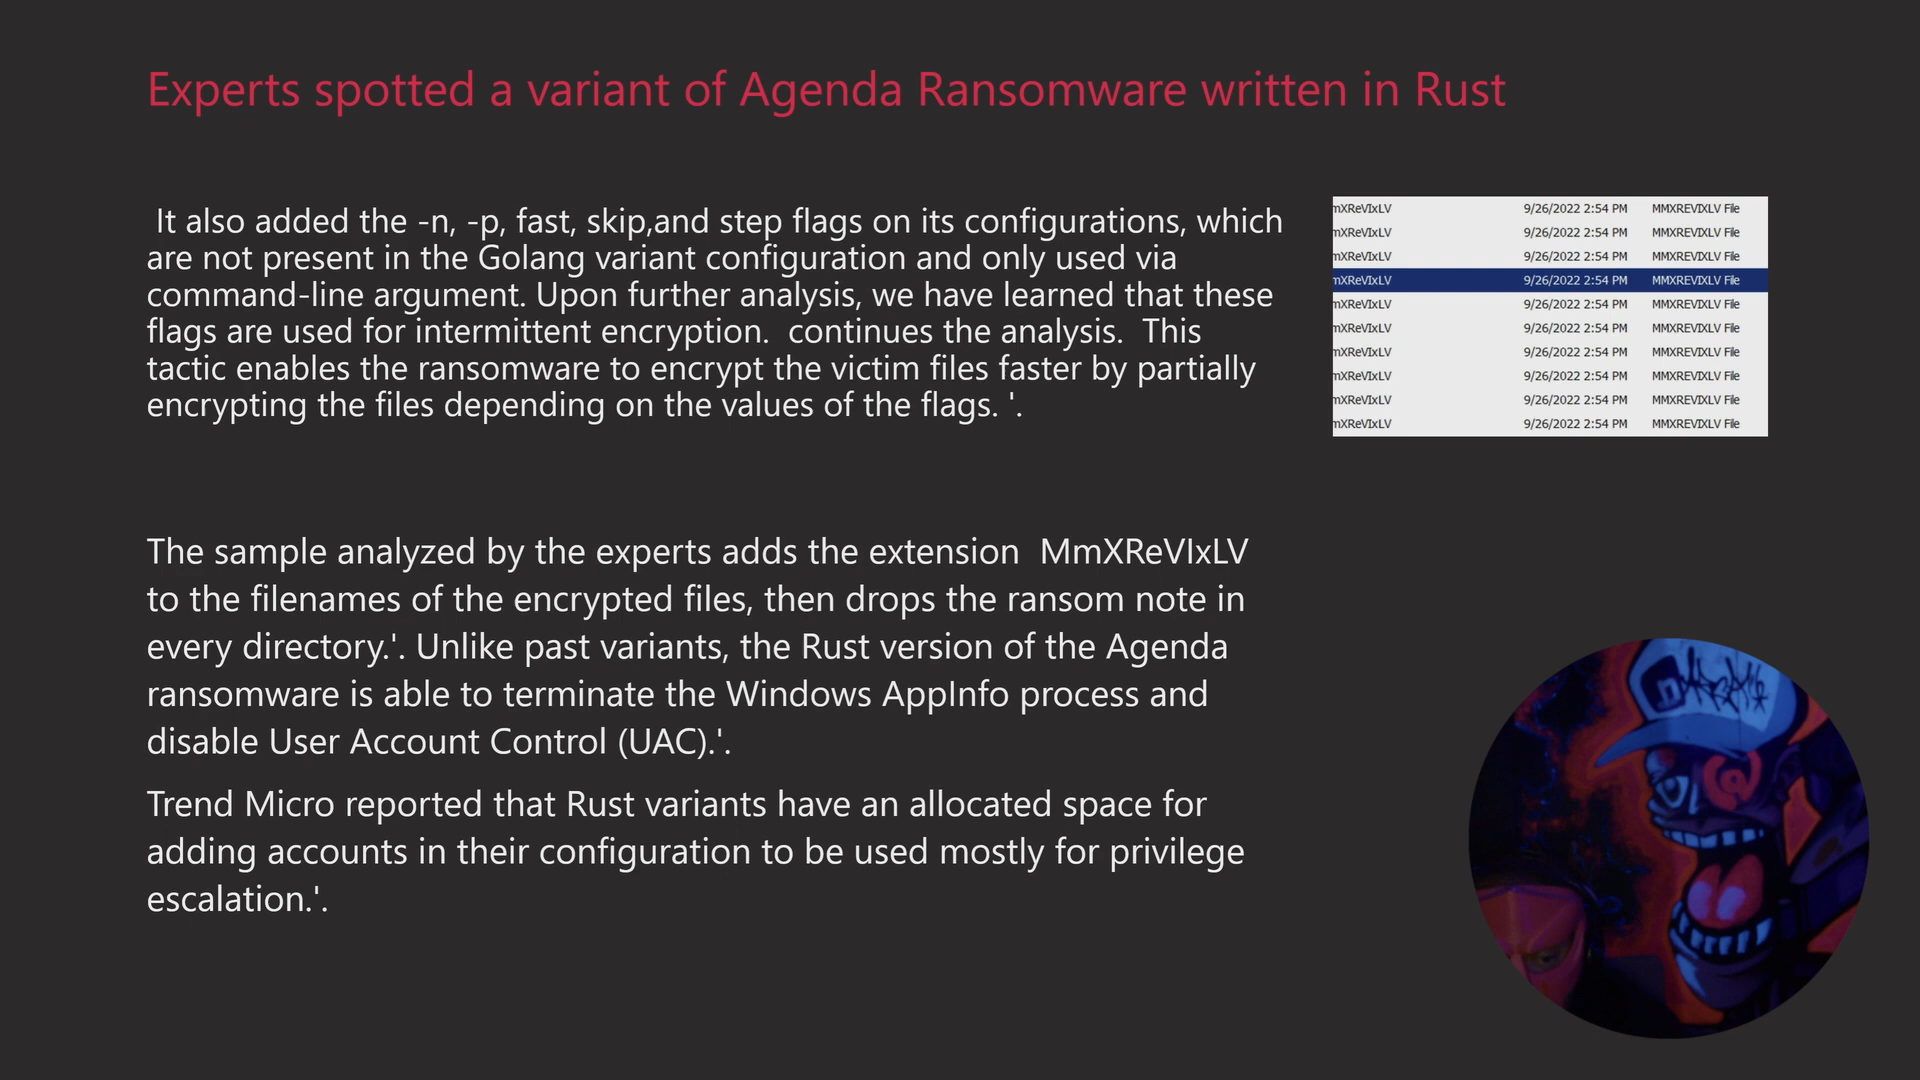 Experts spotted a variant of Agenda Ransomware written in Rust
It also added the -n, -p, fast, skip,and step flags on its configurations, which
are not present in the Golang variant configuration and only used via
command-line argument. Upon further analysis, we have learned that these
flags are used for intermittent encryption.  continues the analysis.  This
tactic enables the ransomware to encrypt the victim files faster by partially
encrypting the files depending on the values of the flags. '.
mXReVIxLV 9/26/2022 2:54 PM MMXREVIXLV File
mXReVIxLV 9/26/2022 2:54 PM MMXREVIXLV File
mXReVIxLV 9/26/2022 2:54 PM MMXREVIXLV File
mXReVIxLV 9/26/2022 2:54 PM MMXREVIXLV File
mXReVIxLV 9/26/2022 2:54 PM MMXREVIXLV File
mXReVIxLV 9/26/2022 2:54 PM MMXREVIXLV File
mXReVIxLV 9/26/2022 2:54 PM MMXREVIXLV File
mXReVIxLV 9/26/2022 2:54 PM MMXREVIXLV File
mXReVIxLV 9/26/2022 2:54 PM MMXREVIXLV File
mXReVIxLV 9/26/2022 2:54 PM MMXREVIXLV File
The sample analyzed by the experts adds the extension  MmXReVIxLV
to the filenames of the encrypted files, then drops the ransom note in
every directory.'. Unlike past variants, the Rust version of the Agenda
ransomware is able to terminate the Windows AppInfo process and
disable User Account Control (UAC).'.
Trend Micro reported that Rust variants have an allocated space for
adding accounts in their configuration to be used mostly for privilege
escalation.'.